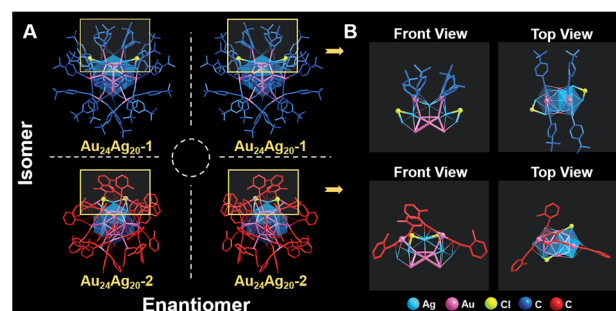 A
B
Front View Top View
Isomer
Au24Ag20-1 Au24Ag20-1
Front View Top View
Au24Ag20-2 Au24Ag20-2
Enantiomer
Ag Au Cl C C